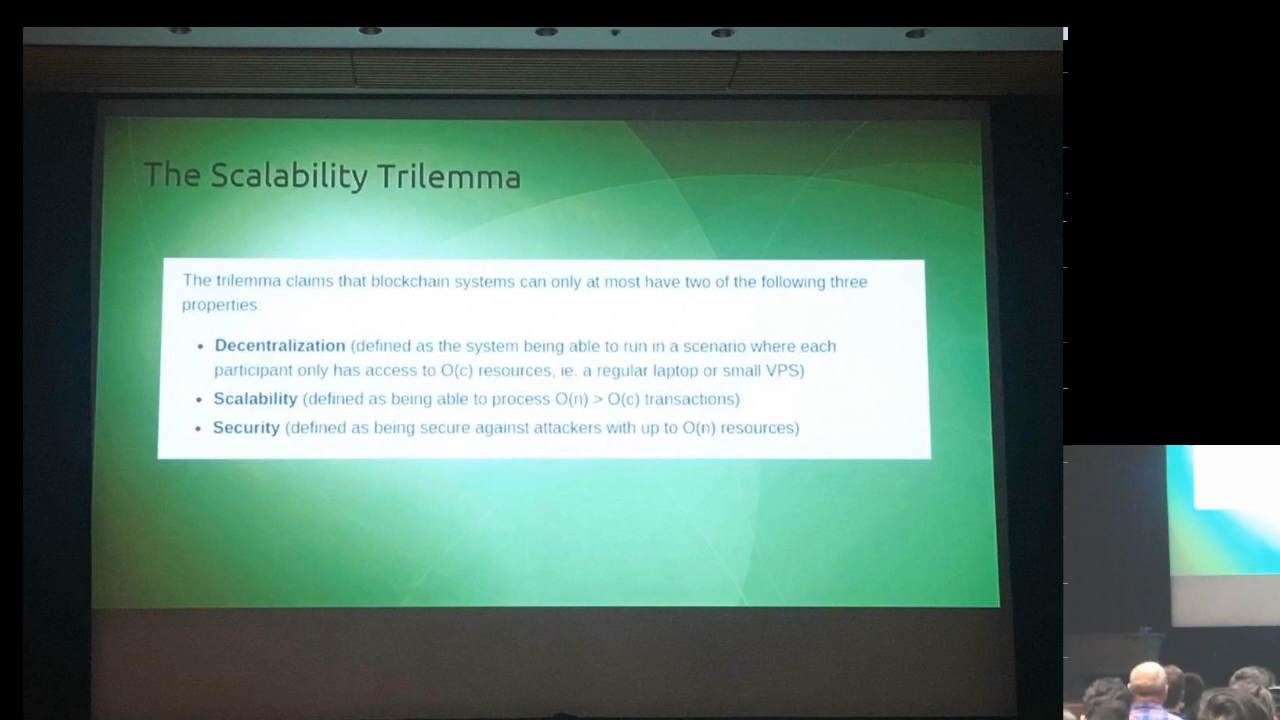 The Scalability Trilemma
The trilemma claims that blockchain systems can only at most have two of the following three
properties:
• Decentralization (defined as the system being able to run in a scenario where each
participant only has access to O(c) resources, ie. a regular laptop or small VPS)
• Scalability (defined as being able to process O(n) > O(c) transactions)
• Security (defined as being secure against attackers with up to O(n) resources)